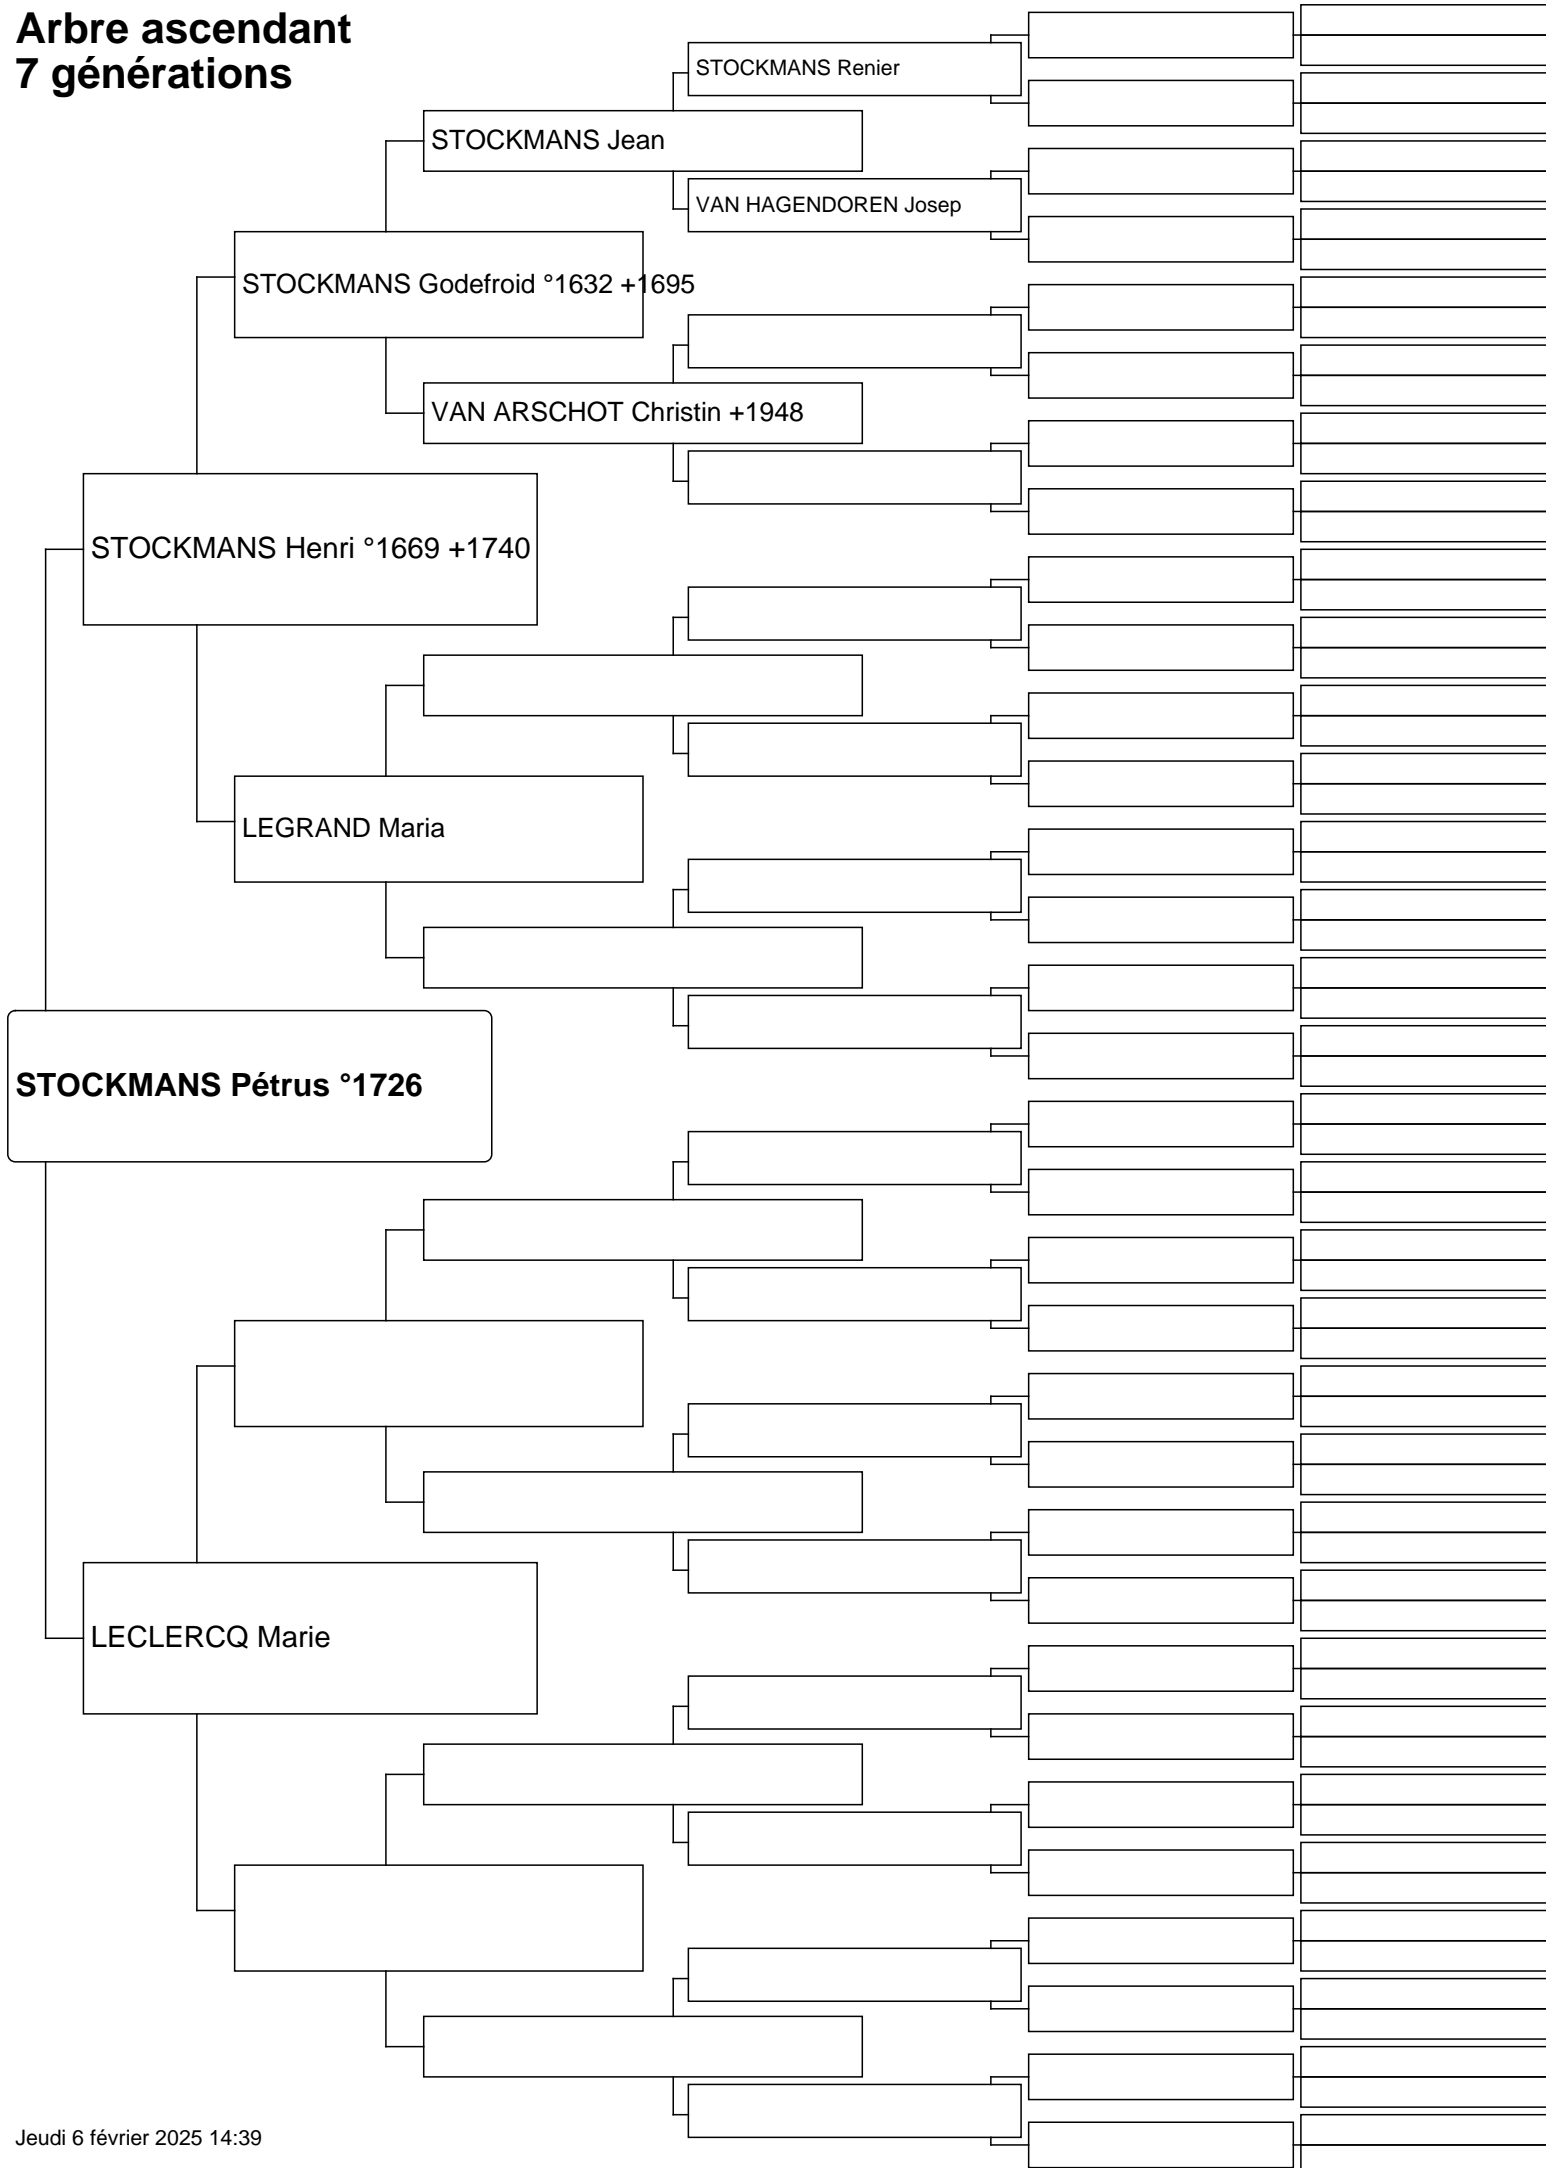 Arbre ascendant
7 générations
STOCKMANS Renier
STOCKMANS Jean
VAN HAGENDOREN Josep
STOCKMANS Godefroid °1632 +1695
VAN ARSCHOT Christin +1948
STOCKMANS Henri °1669 +1740
LEGRAND Maria
STOCKMANS Pétrus °1726
LECLERCQ Marie
Jeudi 6 février 2025 14:39